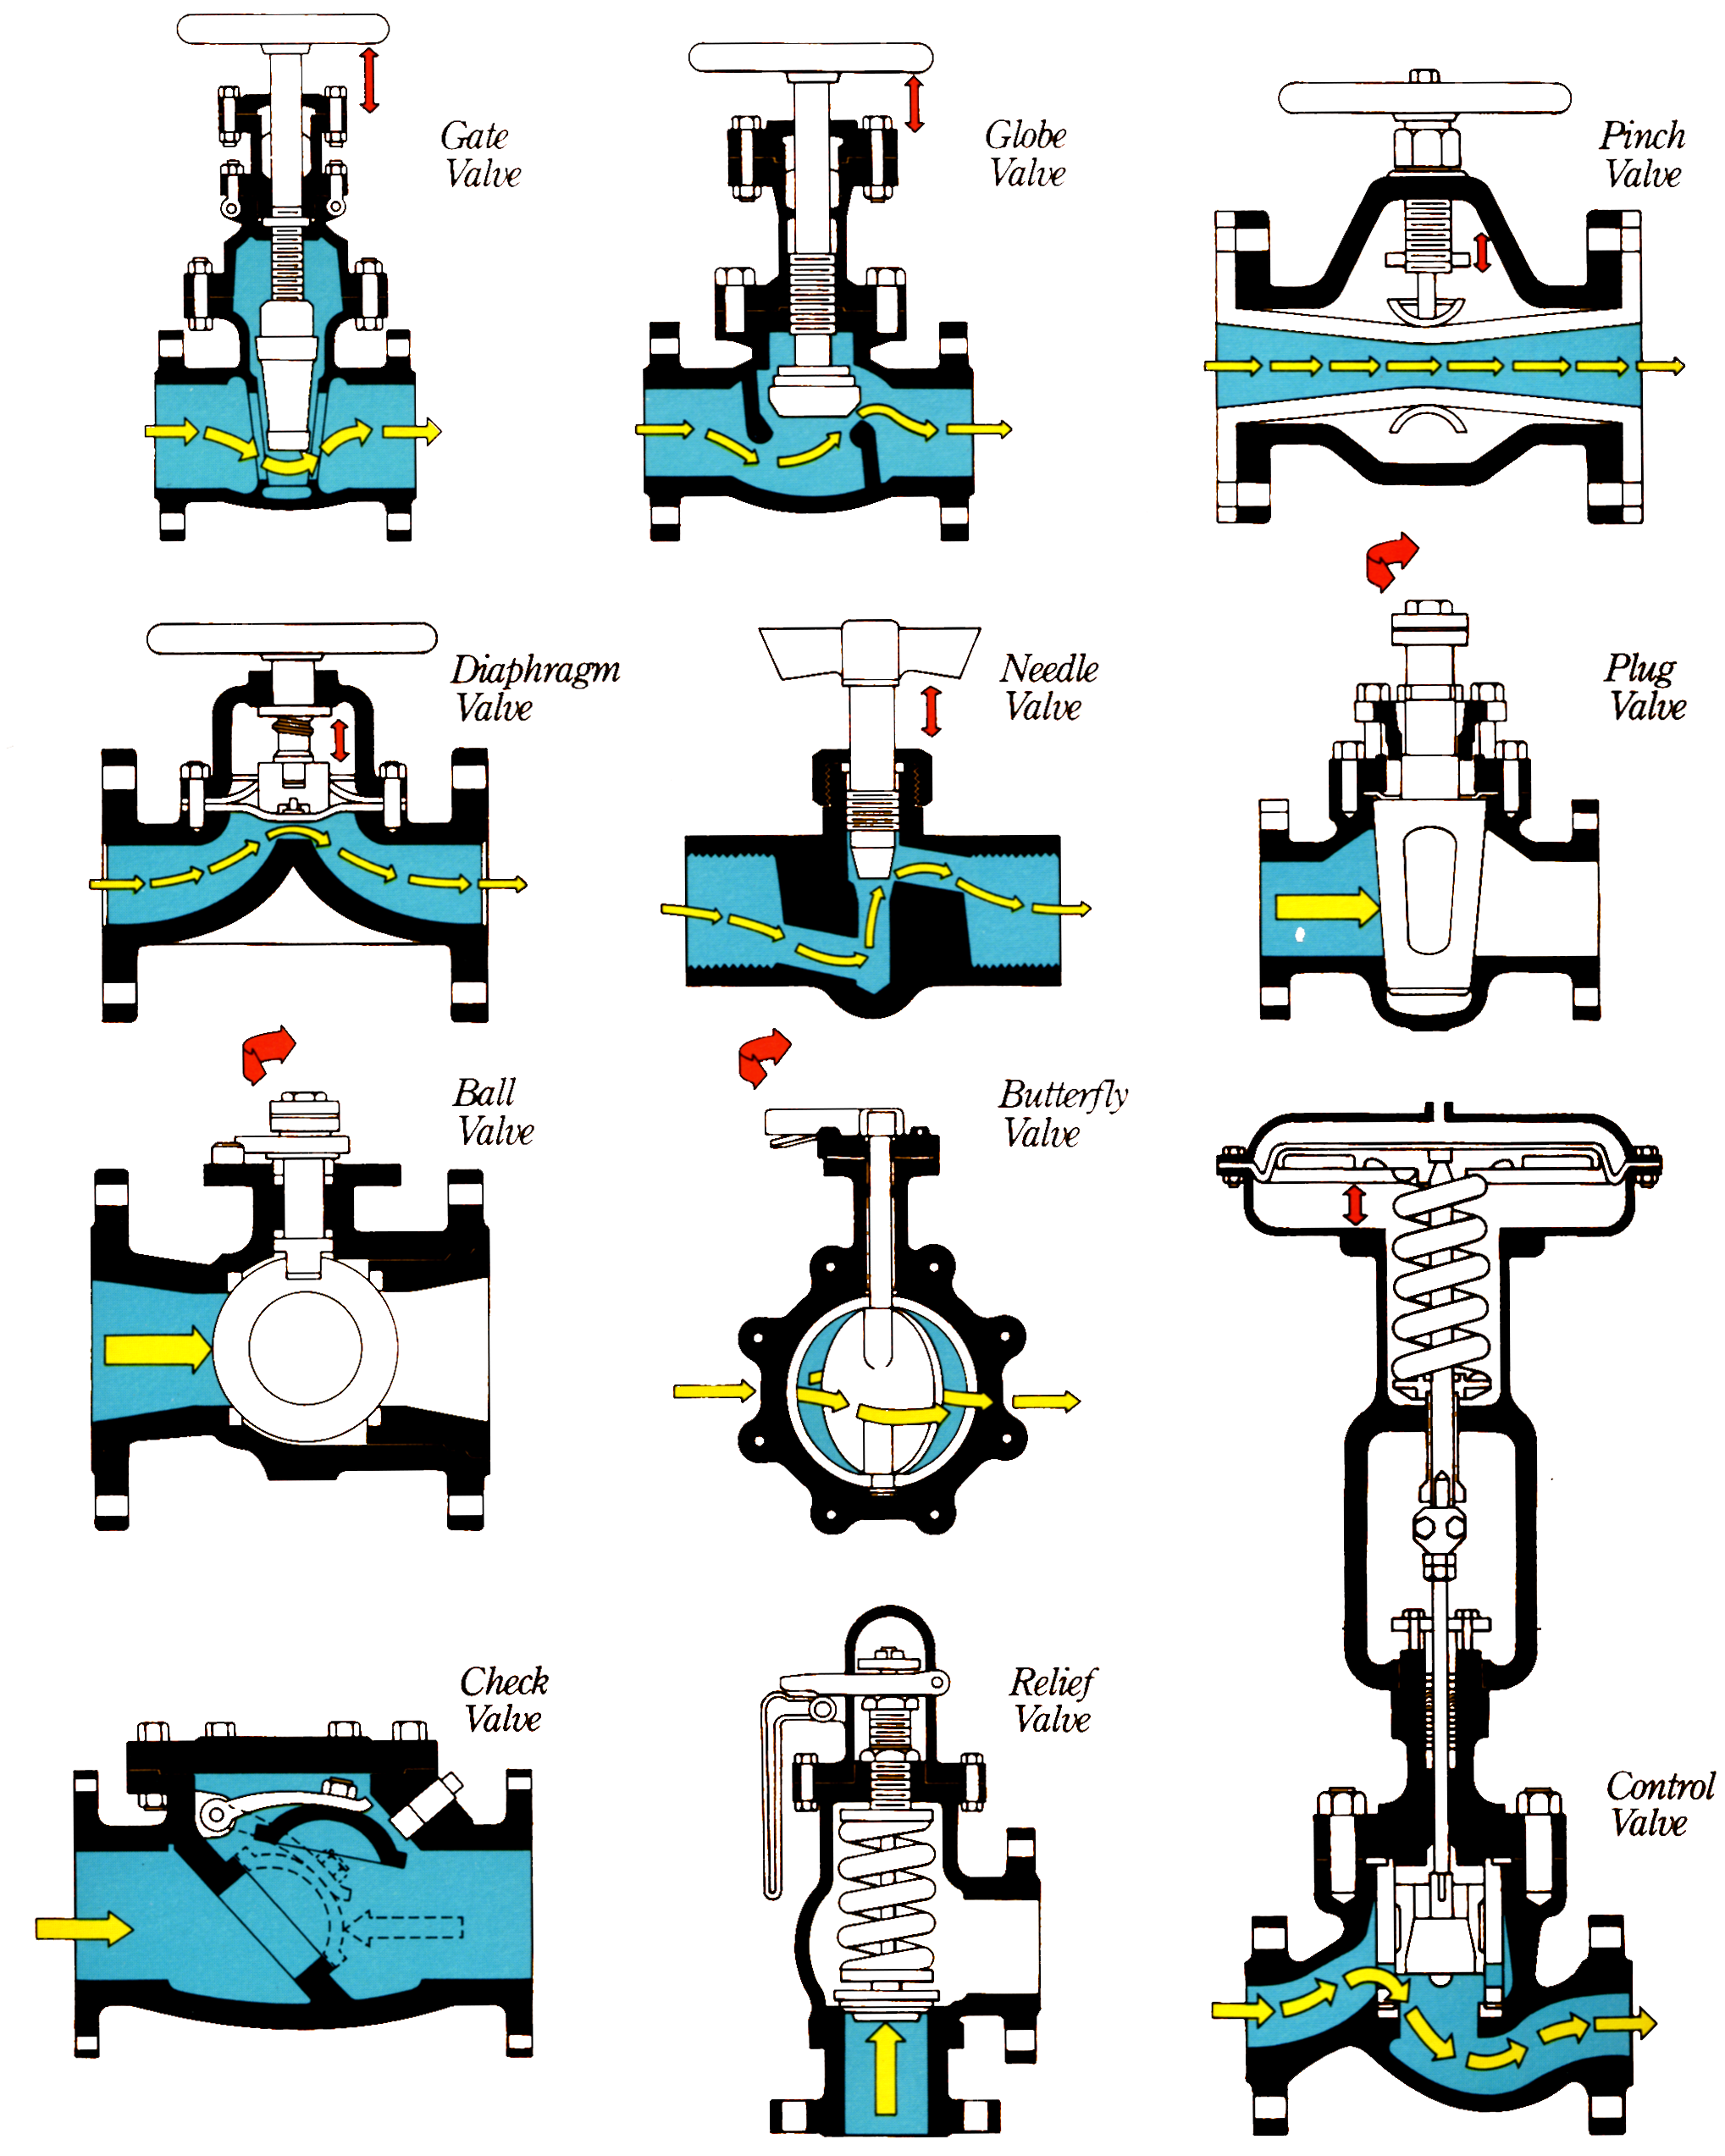 Gate
Valve
Globe
Valve
Pinch
Valve
Diaphragm
Valve
Needle
Valve
Plug
Valve
Ball
Valve
Butterfly
Valve
Check
Valve
Relief
Valve
Control
Valve